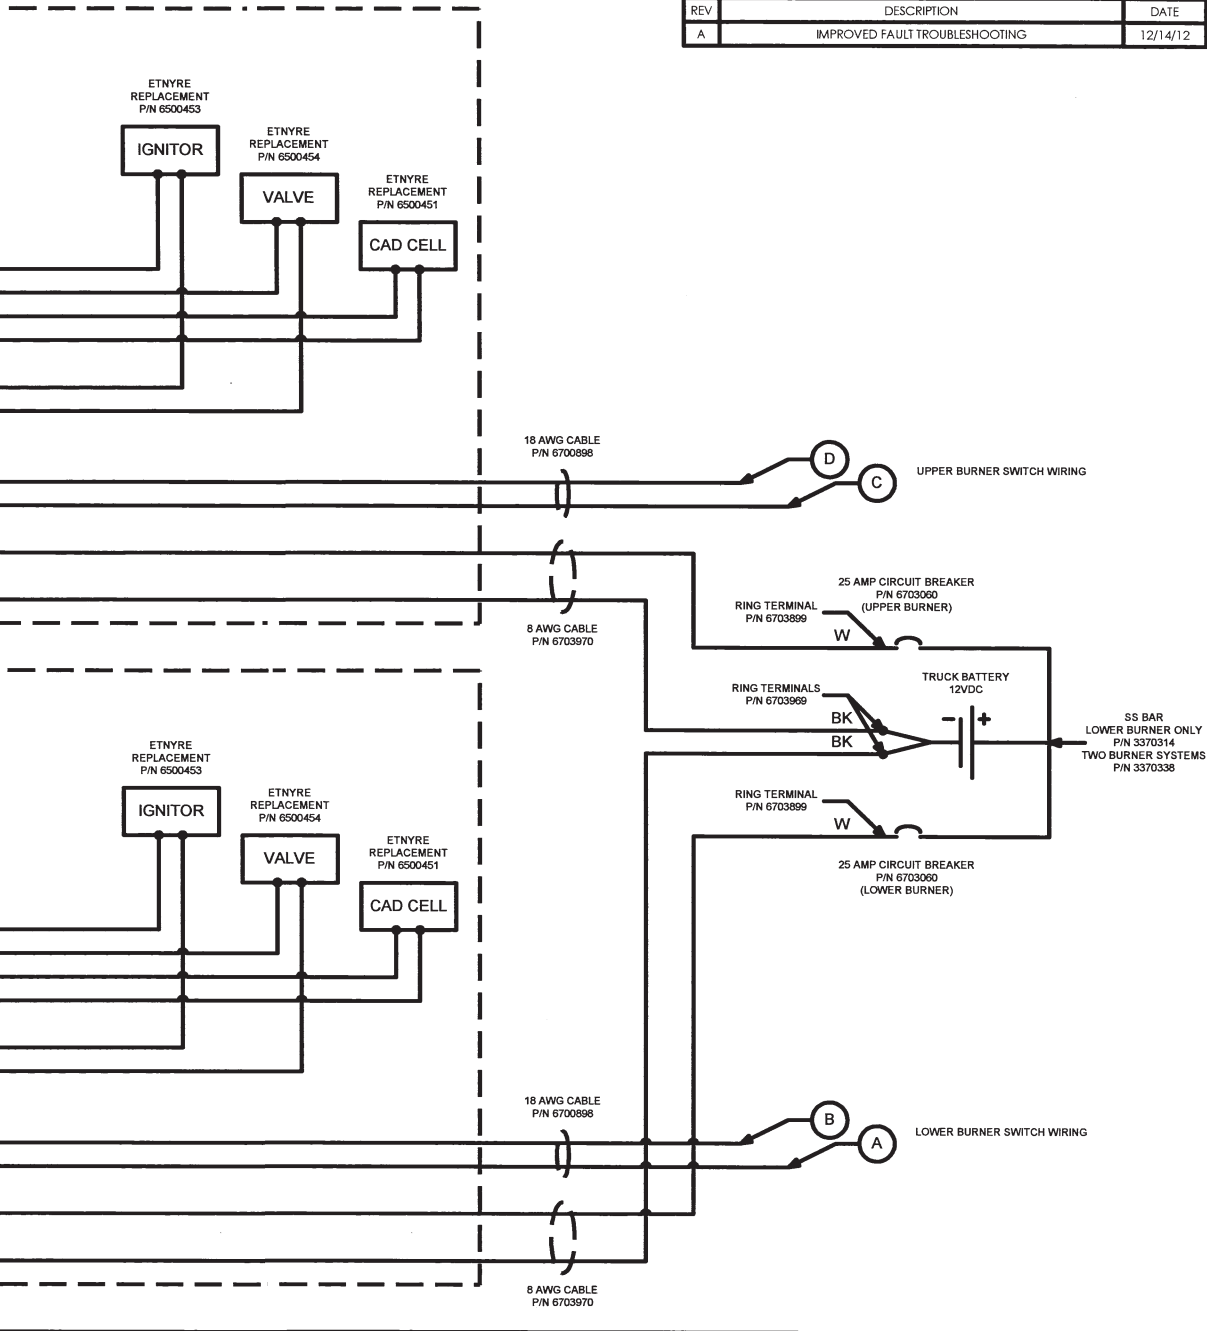 REV DESCRIPTION DATE
A IMPROVED FAULT TROUBLESHOOTING 12/14/12
ETNYRE
REPLACEMENT
P/N 6500453
IGNITOR
ETNYRE
REPLACEMENT
P/N 6500454
VALVE
ETNYRE
REPLACEMENT
P/N 6500451
CAD CELL
18 AWG CABLE
P/N 6700898
D
C
UPPER BURNER SWITCH WIRING
8 AWG CABLE
P/N 6703970
25 AMP CIRCUIT BREAKER
P/N 6703060
(UPPER BURNER)
RING TERMINAL
P/N 6703899
W
TRUCK BATTERY
12VDC
RING TERMINALS
P/N 6703969
BK
BK
- +
SS BAR
LOWER BURNER ONLY
P/N 3370314
TWO BURNER SYSTEMS
P/N 3370338
RING TERMINAL
P/N 6703899
W
25 AMP CIRCUIT BREAKER
P/N 6703060
(LOWER BURNER)
ETNYRE
REPLACEMENT
P/N 6500453
IGNITOR
ETNYRE
REPLACEMENT
P/N 6500454
VALVE
ETNYRE
REPLACEMENT
P/N 6500451
CAD CELL
18 AWG CABLE
P/N 6700898
B
A
LOWER BURNER SWITCH WIRING
8 AWG CABLE
P/N 6703970